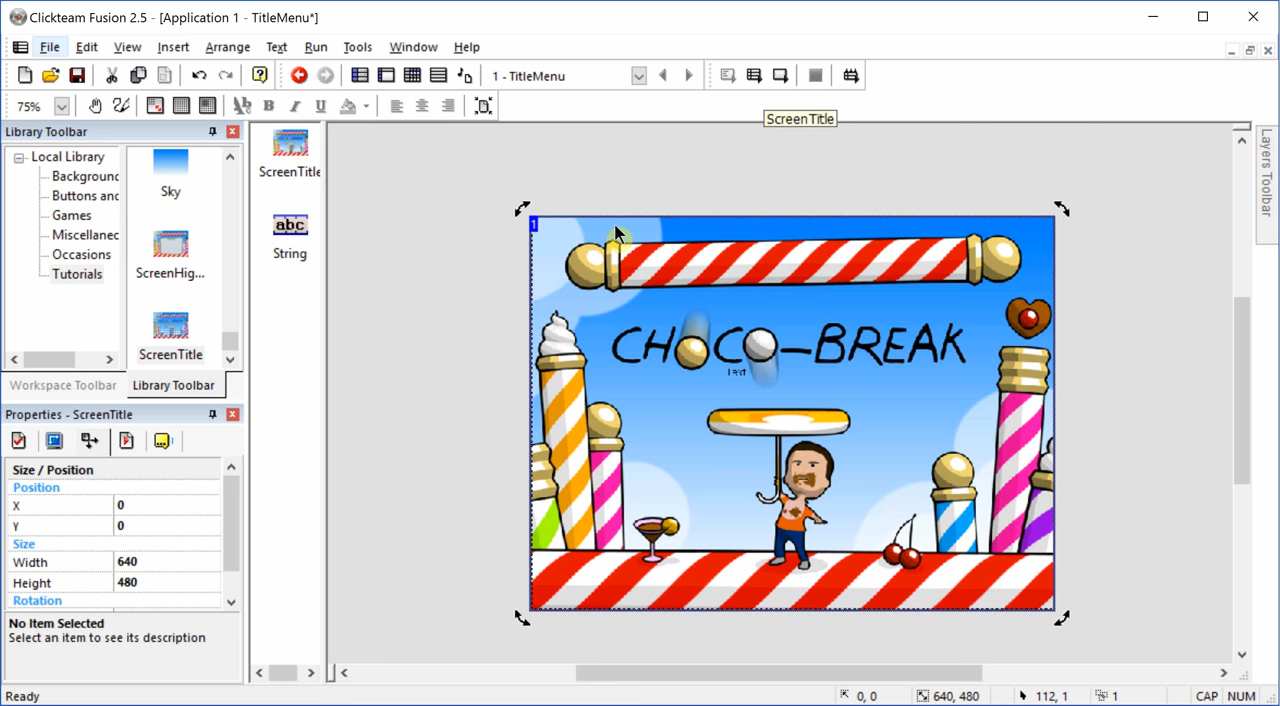 Clickteam Fusion 2.5 - [Application 1 - TitleMenu*]
File Edit View Insert Arrange Text Run Tools Window Help
1 - TitleMenu
75% B I U
ScreenTitle
Library Toolbar
Local Library
Background
Buttons and
Games
Miscellanec
Occasions
Tutorials
Sky
ScreenHig...
ScreenTitle
Workspace Toolbar Library Toolbar
ScreenTitle
abc
String
Layers Toolbar
1
CHOCO-BREAK
Text
Properties - ScreenTitle
Size / Position
Position
X 0
Y 0
Size
Width 640
Height 480
Rotation
No Item Selected
Select an item to see its description
Ready 0, 0 640, 480 112, 1 1 CAP NUM